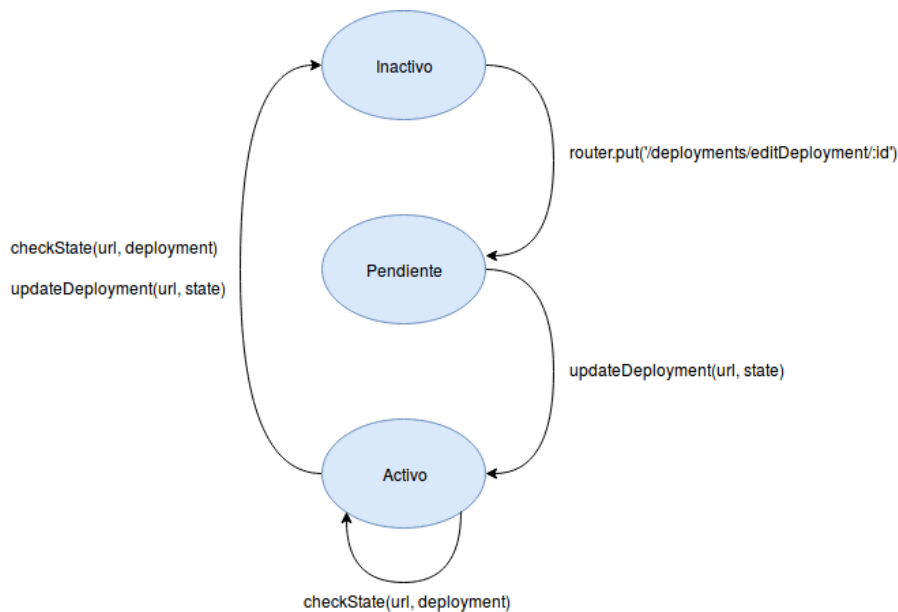 Inactivo
router.put('/deployments/editDeployment/:id')
checkState(url, deployment)
updateDeployment(url, state)
Pendiente
updateDeployment(url, state)
Activo
checkState(url, deployment)